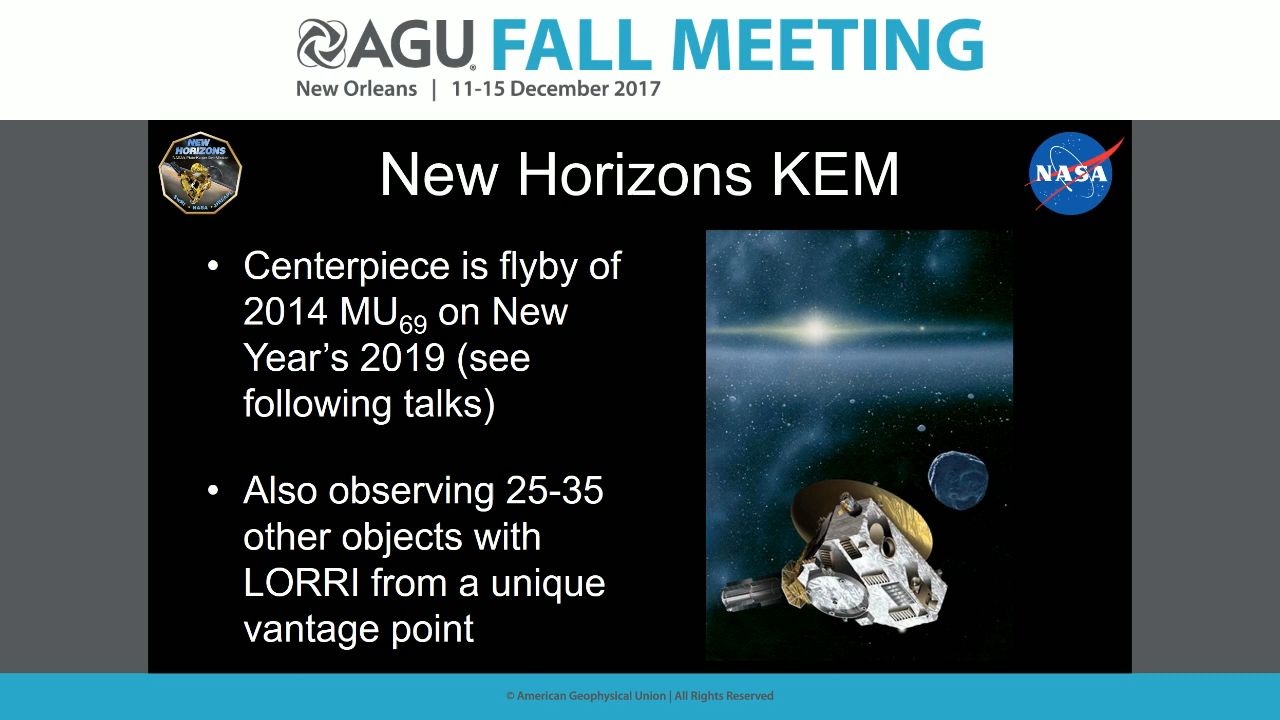 AGU FALL MEETING
New Orleans | 11-15 December 2017
NEW HORIZONS
New Horizons KEM
NASA
• Centerpiece is flyby of
2014 MU69 on New
Year’s 2019 (see
following talks)
• Also observing 25-35
other objects with
LORRI from a unique
vantage point
© American Geophysical Union | All Rights Reserved